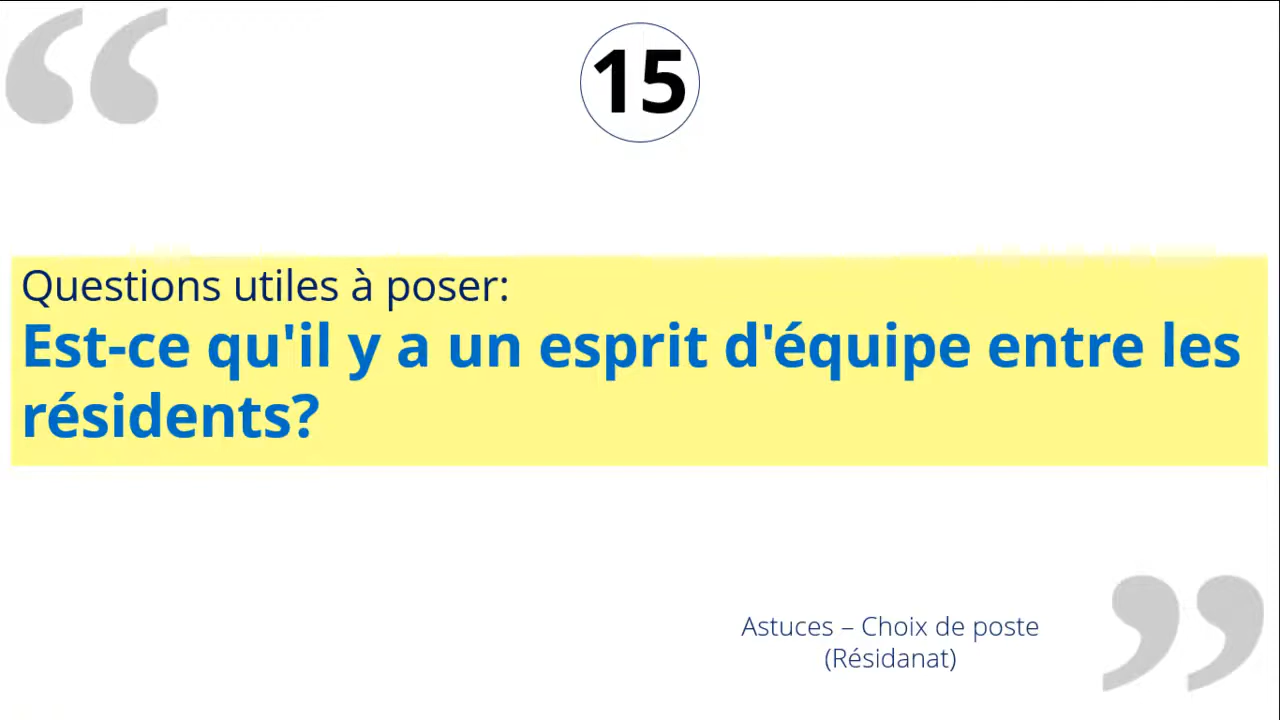 15
Questions utiles à poser:
Est-ce qu'il y a un esprit d'équipe entre les
résidents?
Astuces – Choix de poste
(Résidanat)